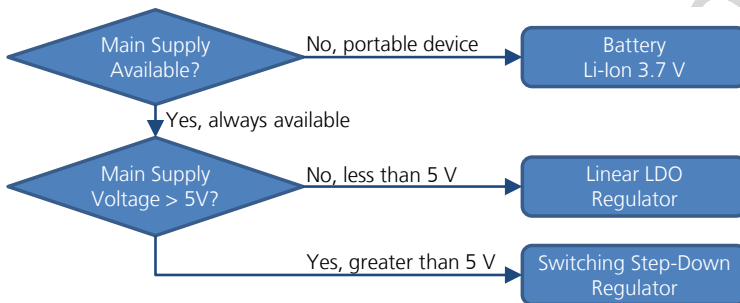 Main Supply
Available?
No, portable device
Battery
Li-Ion 3.7 V
Yes, always available
Main Supply
Voltage > 5V?
No, less than 5 V
Linear LDO
Regulator
Yes, greater than 5 V
Switching Step-Down
Regulator